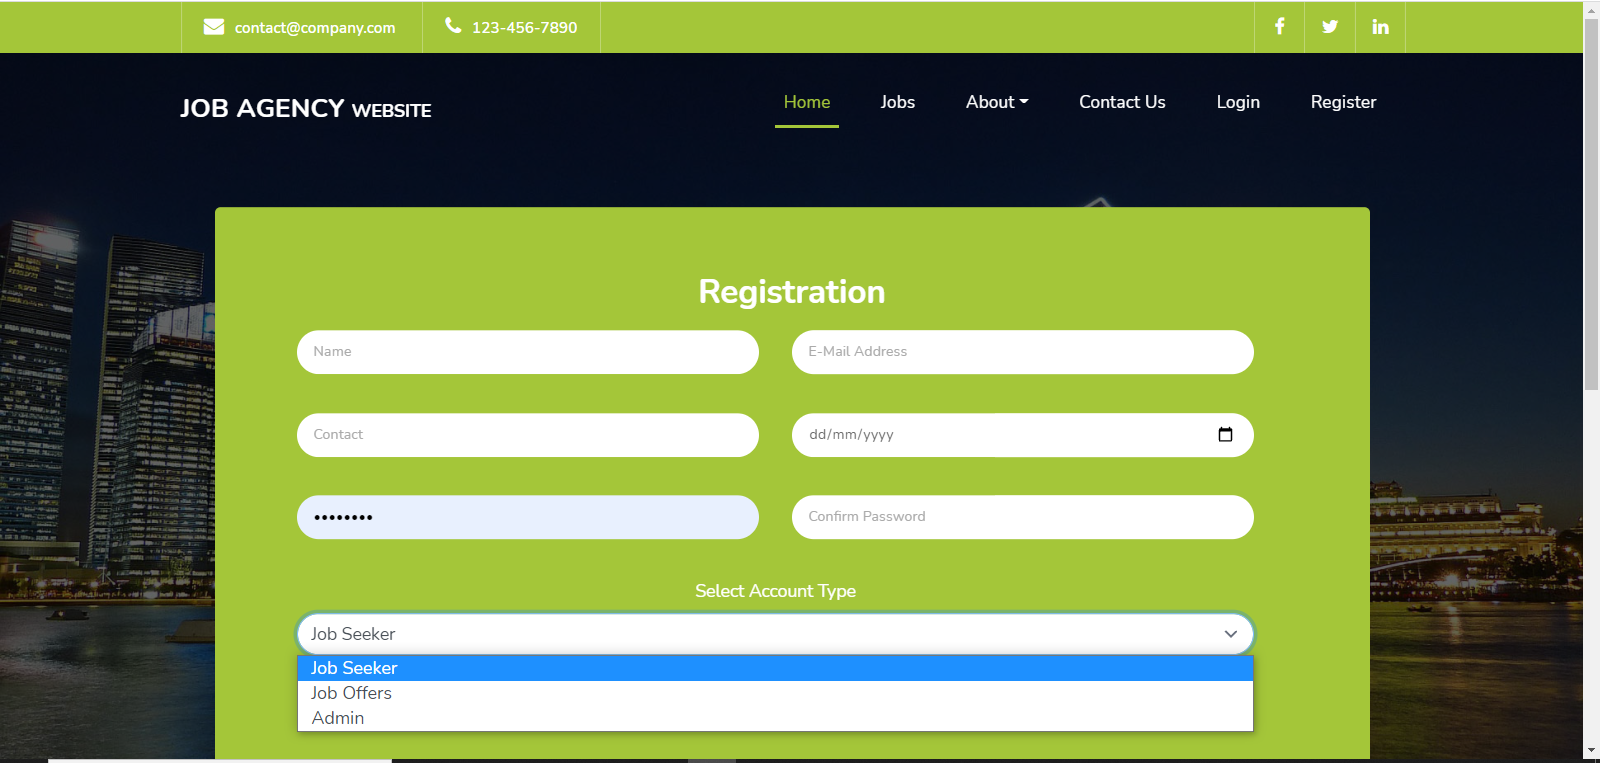 contact@company.com 123-456-7890
JOB AGENCY WEBSITE Home Jobs About Contact Us Login Register
Registration
Name E-Mail Address
Contact dd/mm/yyyy
•••••••• Confirm Password
Select Account Type
Job Seeker
Job Seeker
Job Offers
Admin